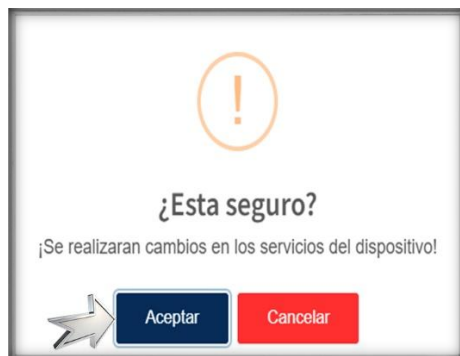 ¿Esta seguro?
¡Se realizaran cambios en los servicios del dispositivo!
Aceptar
Cancelar